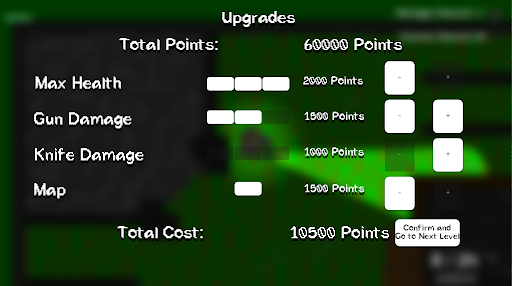 Upgrades
Total Points: 60000 Points
Max Health 2000 Points - +
Gun Damage 1500 Points - +
Knife Damage 1000 Points - +
Map 1500 Points - +
Total Cost: 10500 Points Confirm and
Go to Next Level